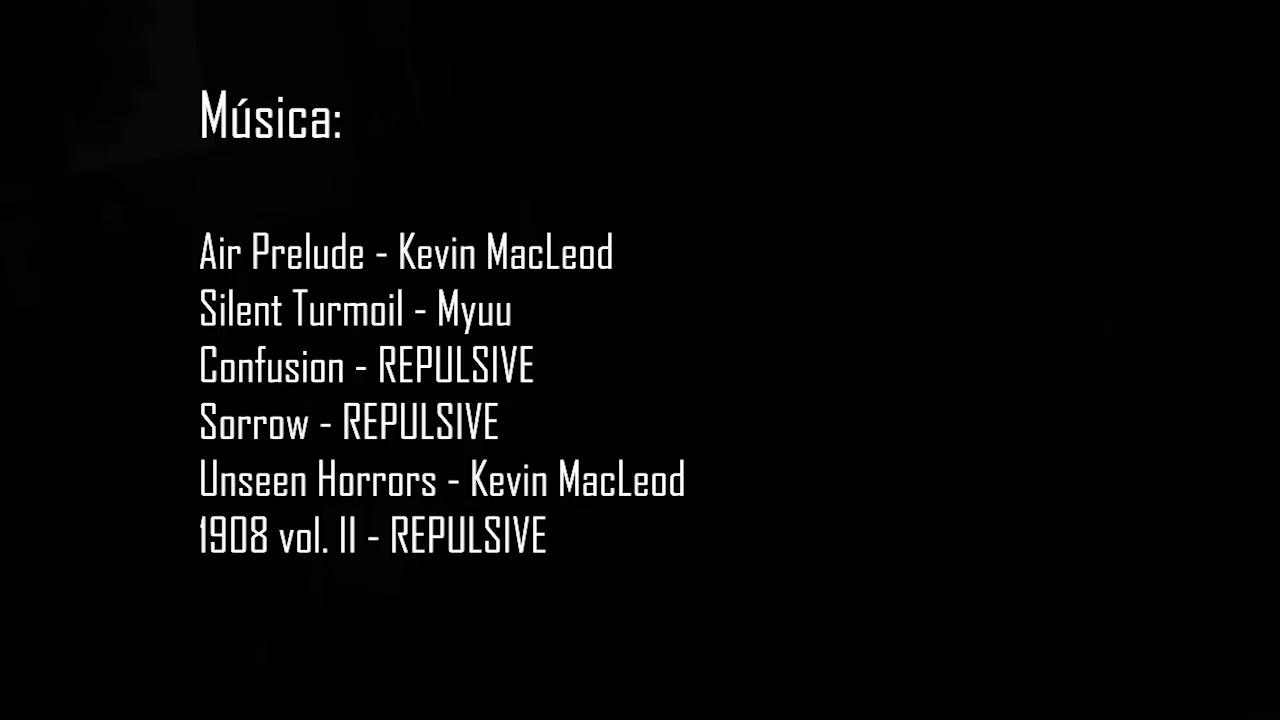 Música:
Air Prelude - Kevin MacLeod
Silent Turmoil - Myuu
Confusion - REPULSIVE
Sorrow - REPULSIVE
Unseen Horrors - Kevin MacLeod
1908 vol. II - REPULSIVE